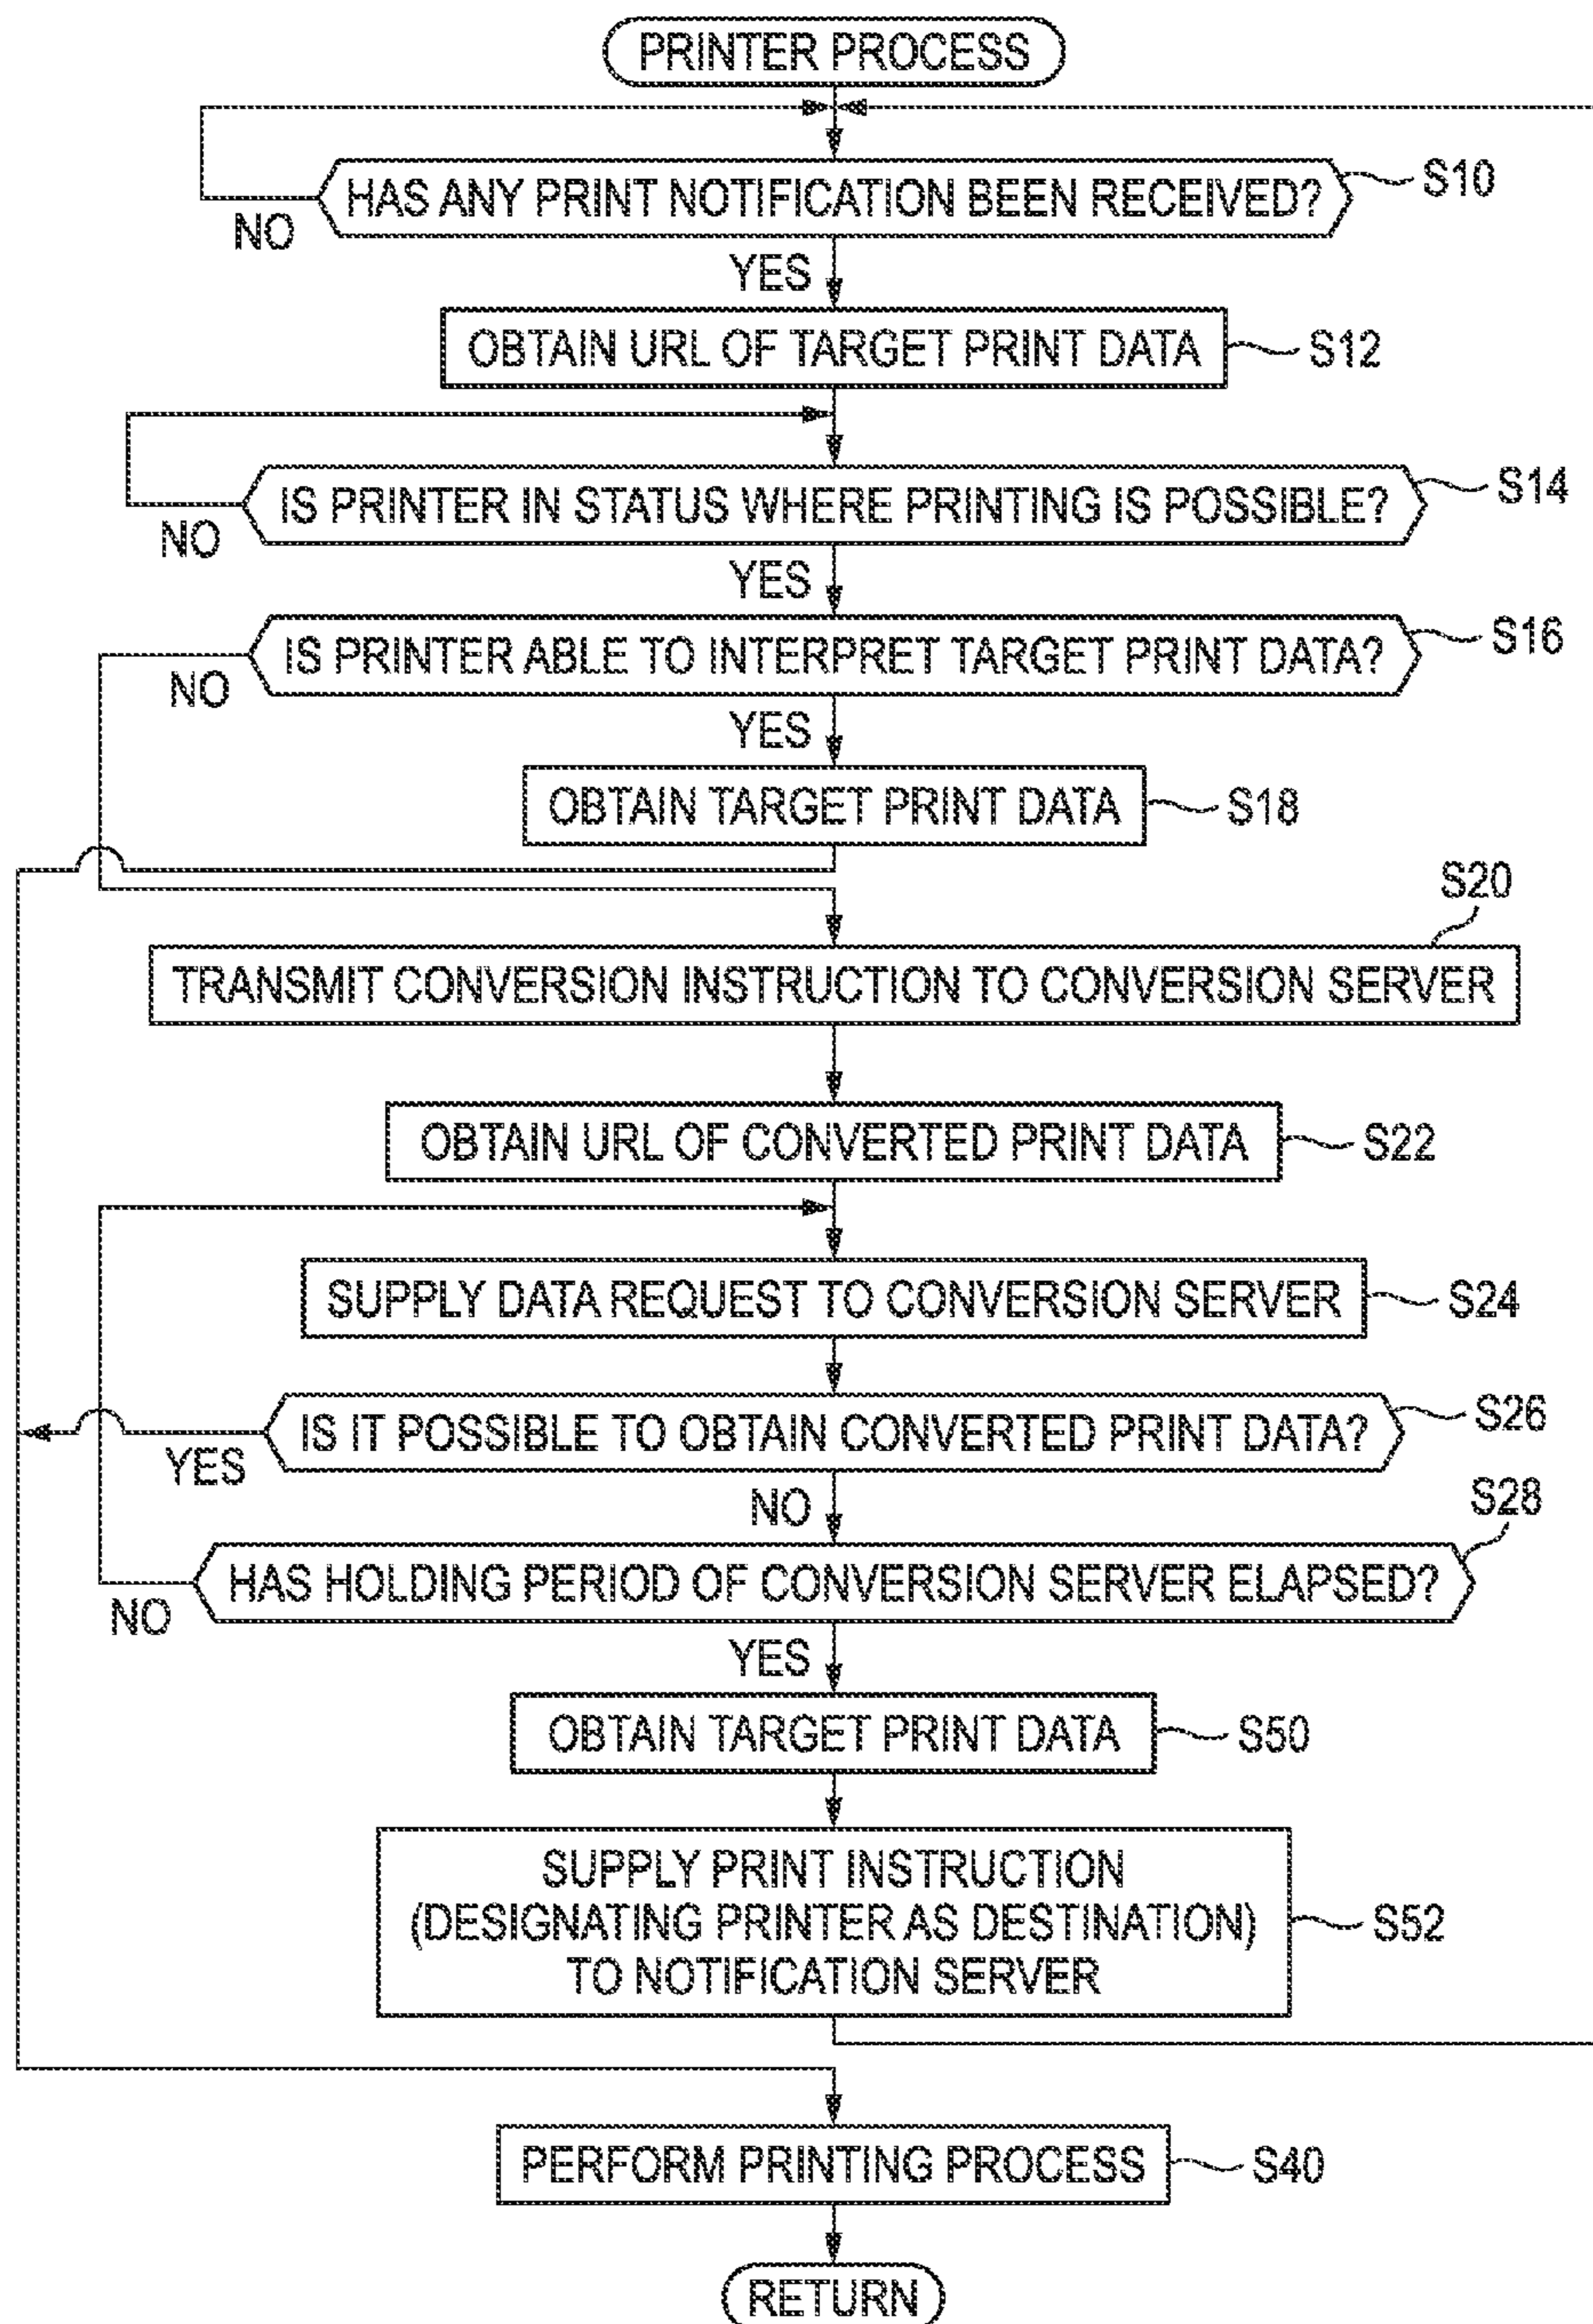 PRINTER PROCESS
HAS ANY PRINT NOTIFICATION BEEN RECEIVED?
S10
NO
YES
OBTAIN URL OF TARGET PRINT DATA
S12
IS PRINTER IN STATUS WHERE PRINTING IS POSSIBLE?
S14
NO
YES
IS PRINTER ABLE TO INTERPRET TARGET PRINT DATA?
S16
NO
YES
OBTAIN TARGET PRINT DATA
S18
S20
TRANSMIT CONVERSION INSTRUCTION TO CONVERSION SERVER
OBTAIN URL OF CONVERTED PRINT DATA
S22
SUPPLY DATA REQUEST TO CONVERSION SERVER
S24
IS IT POSSIBLE TO OBTAIN CONVERTED PRINT DATA?
S26
YES
NO
S28
HAS HOLDING PERIOD OF CONVERSION SERVER ELAPSED?
NO
YES
OBTAIN TARGET PRINT DATA
S50
SUPPLY PRINT INSTRUCTION
(DESIGNATING PRINTER AS DESTINATION)
TO NOTIFICATION SERVER
S52
PERFORM PRINTING PROCESS
S40
RETURN